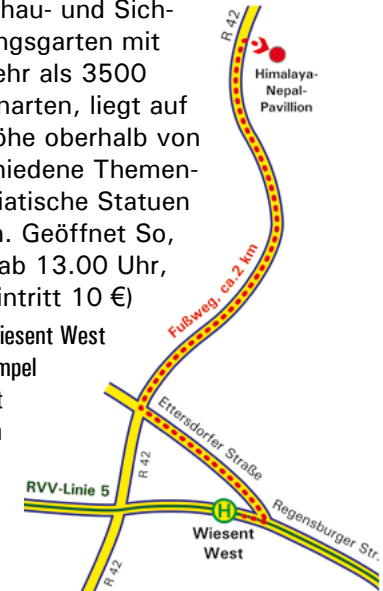 hau- und Sich-
ngsgarten mit
ehr als 3500
narten, liegt auf
öhe oberhalb von
hiedene Themen-
iatische Statuen
n. Geöffnet So,
ab 13.00 Uhr,
intritt 10 €)
iesent West
mpel
t
R 42
Himalaya-
Nepal-
Pavillion
Fußweg, ca.2 km
Ettersdorfer Straße
R 42
RVV-Linie 5
H
Wiesent
West
Regensburger Str.
R 42